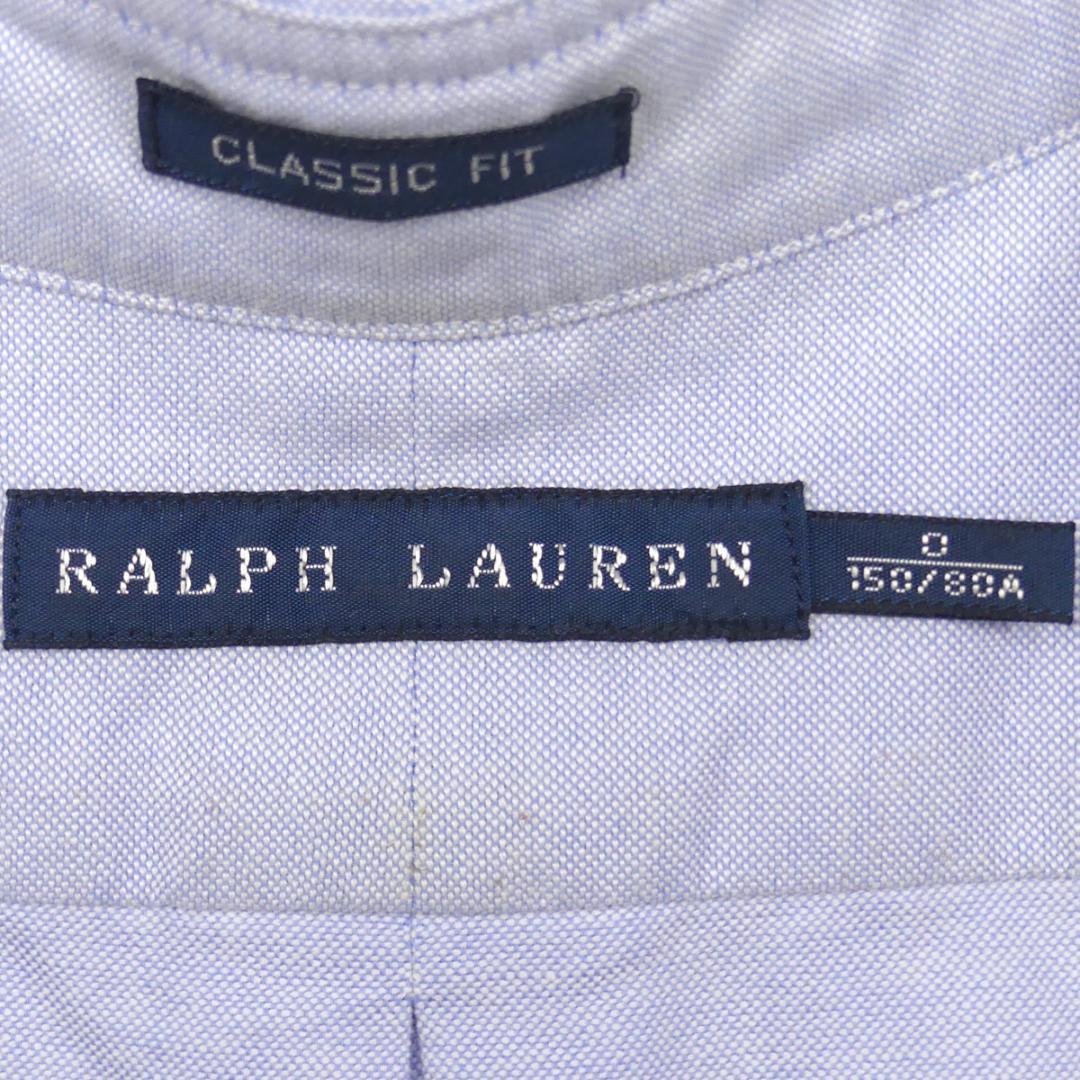 CLASSIC FIT
RALPH LAUREN
0
150/80A